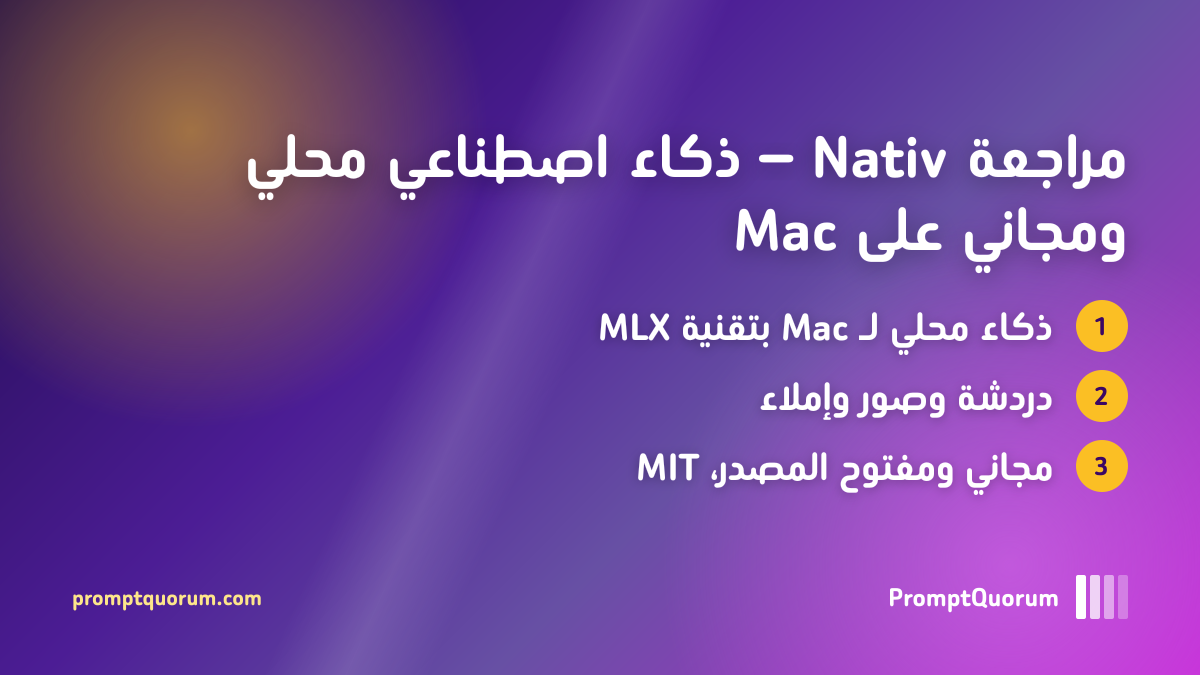 مراجعة Nativ – ذكاء اصطناعي محلي
ومجاني على Mac
1 ذكاء محلي لـ Mac بتقنية MLX
2 دردشة وصور وإملاء
3 مجاني ومفتوح المصدر، MIT
PromptQuorum
promptquorum.com